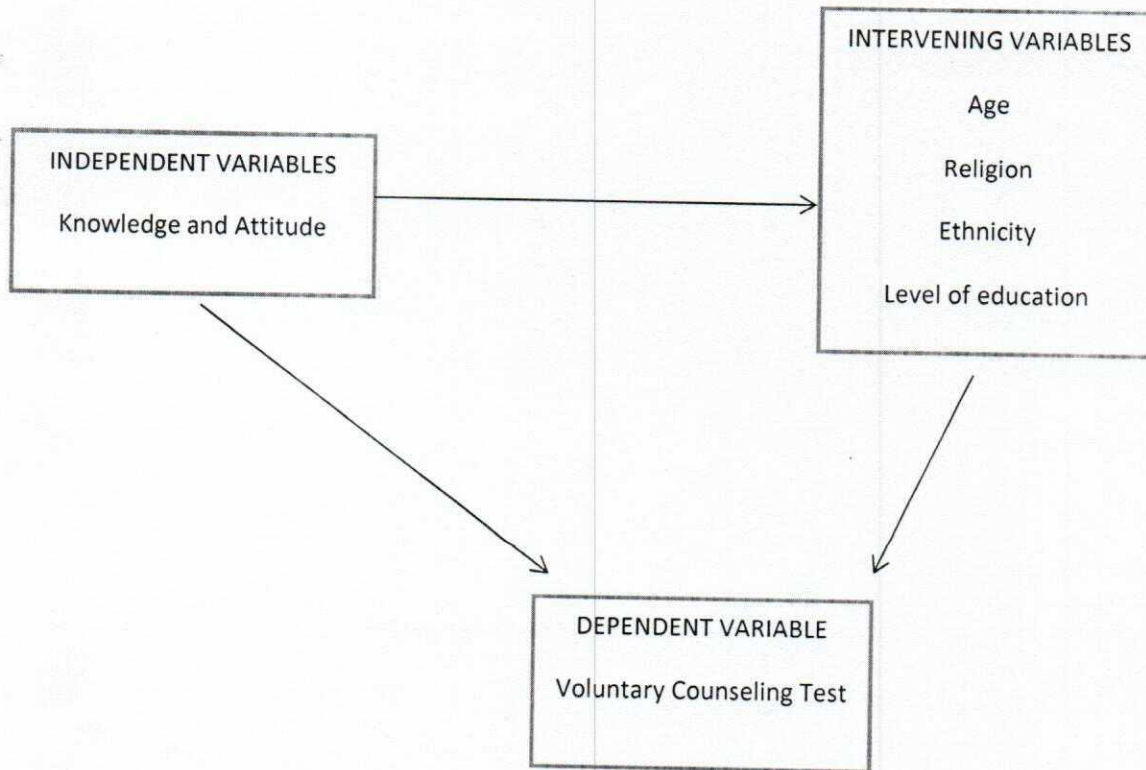 INTERVENING VARIABLES
Age
Religion
Ethnicity
Level of education
INDEPENDENT VARIABLES
Knowledge and Attitude
DEPENDENT VARIABLE
Voluntary Counseling Test